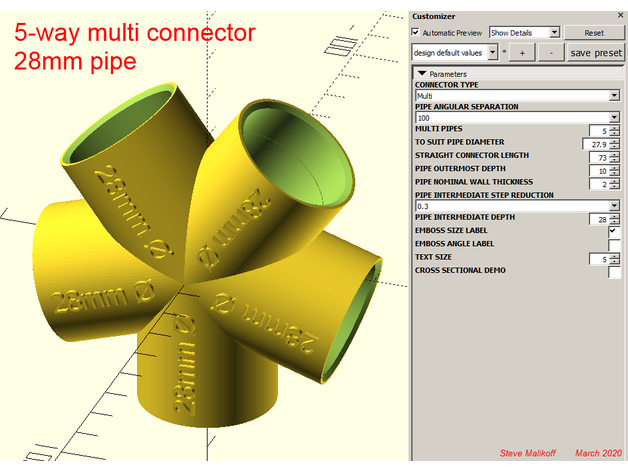 5-way multi connector
28mm pipe
28mm Ø
28mm Ø
28mm Ø
28mm Ø
28mm Ø
100
Customizer
Automatic Preview
Show Details
Reset
design default values
*
+
-
save preset
Parameters
CONNECTOR TYPE
Multi
PIPE ANGULAR SEPARATION
100
MULTI PIPES
5
TO SUIT PIPE DIAMETER
27.9
STRAIGHT CONNECTOR LENGTH
73
PIPE OUTERMOST DEPTH
10
PIPE NOMINAL WALL THICKNESS
2
PIPE INTERMEDIATE STEP REDUCTION
0.3
PIPE INTERMEDIATE DEPTH
28
EMBOSS SIZE LABEL
EMBOSS ANGLE LABEL
TEXT SIZE
5
CROSS SECTIONAL DEMO
Steve Malikoff March 2020